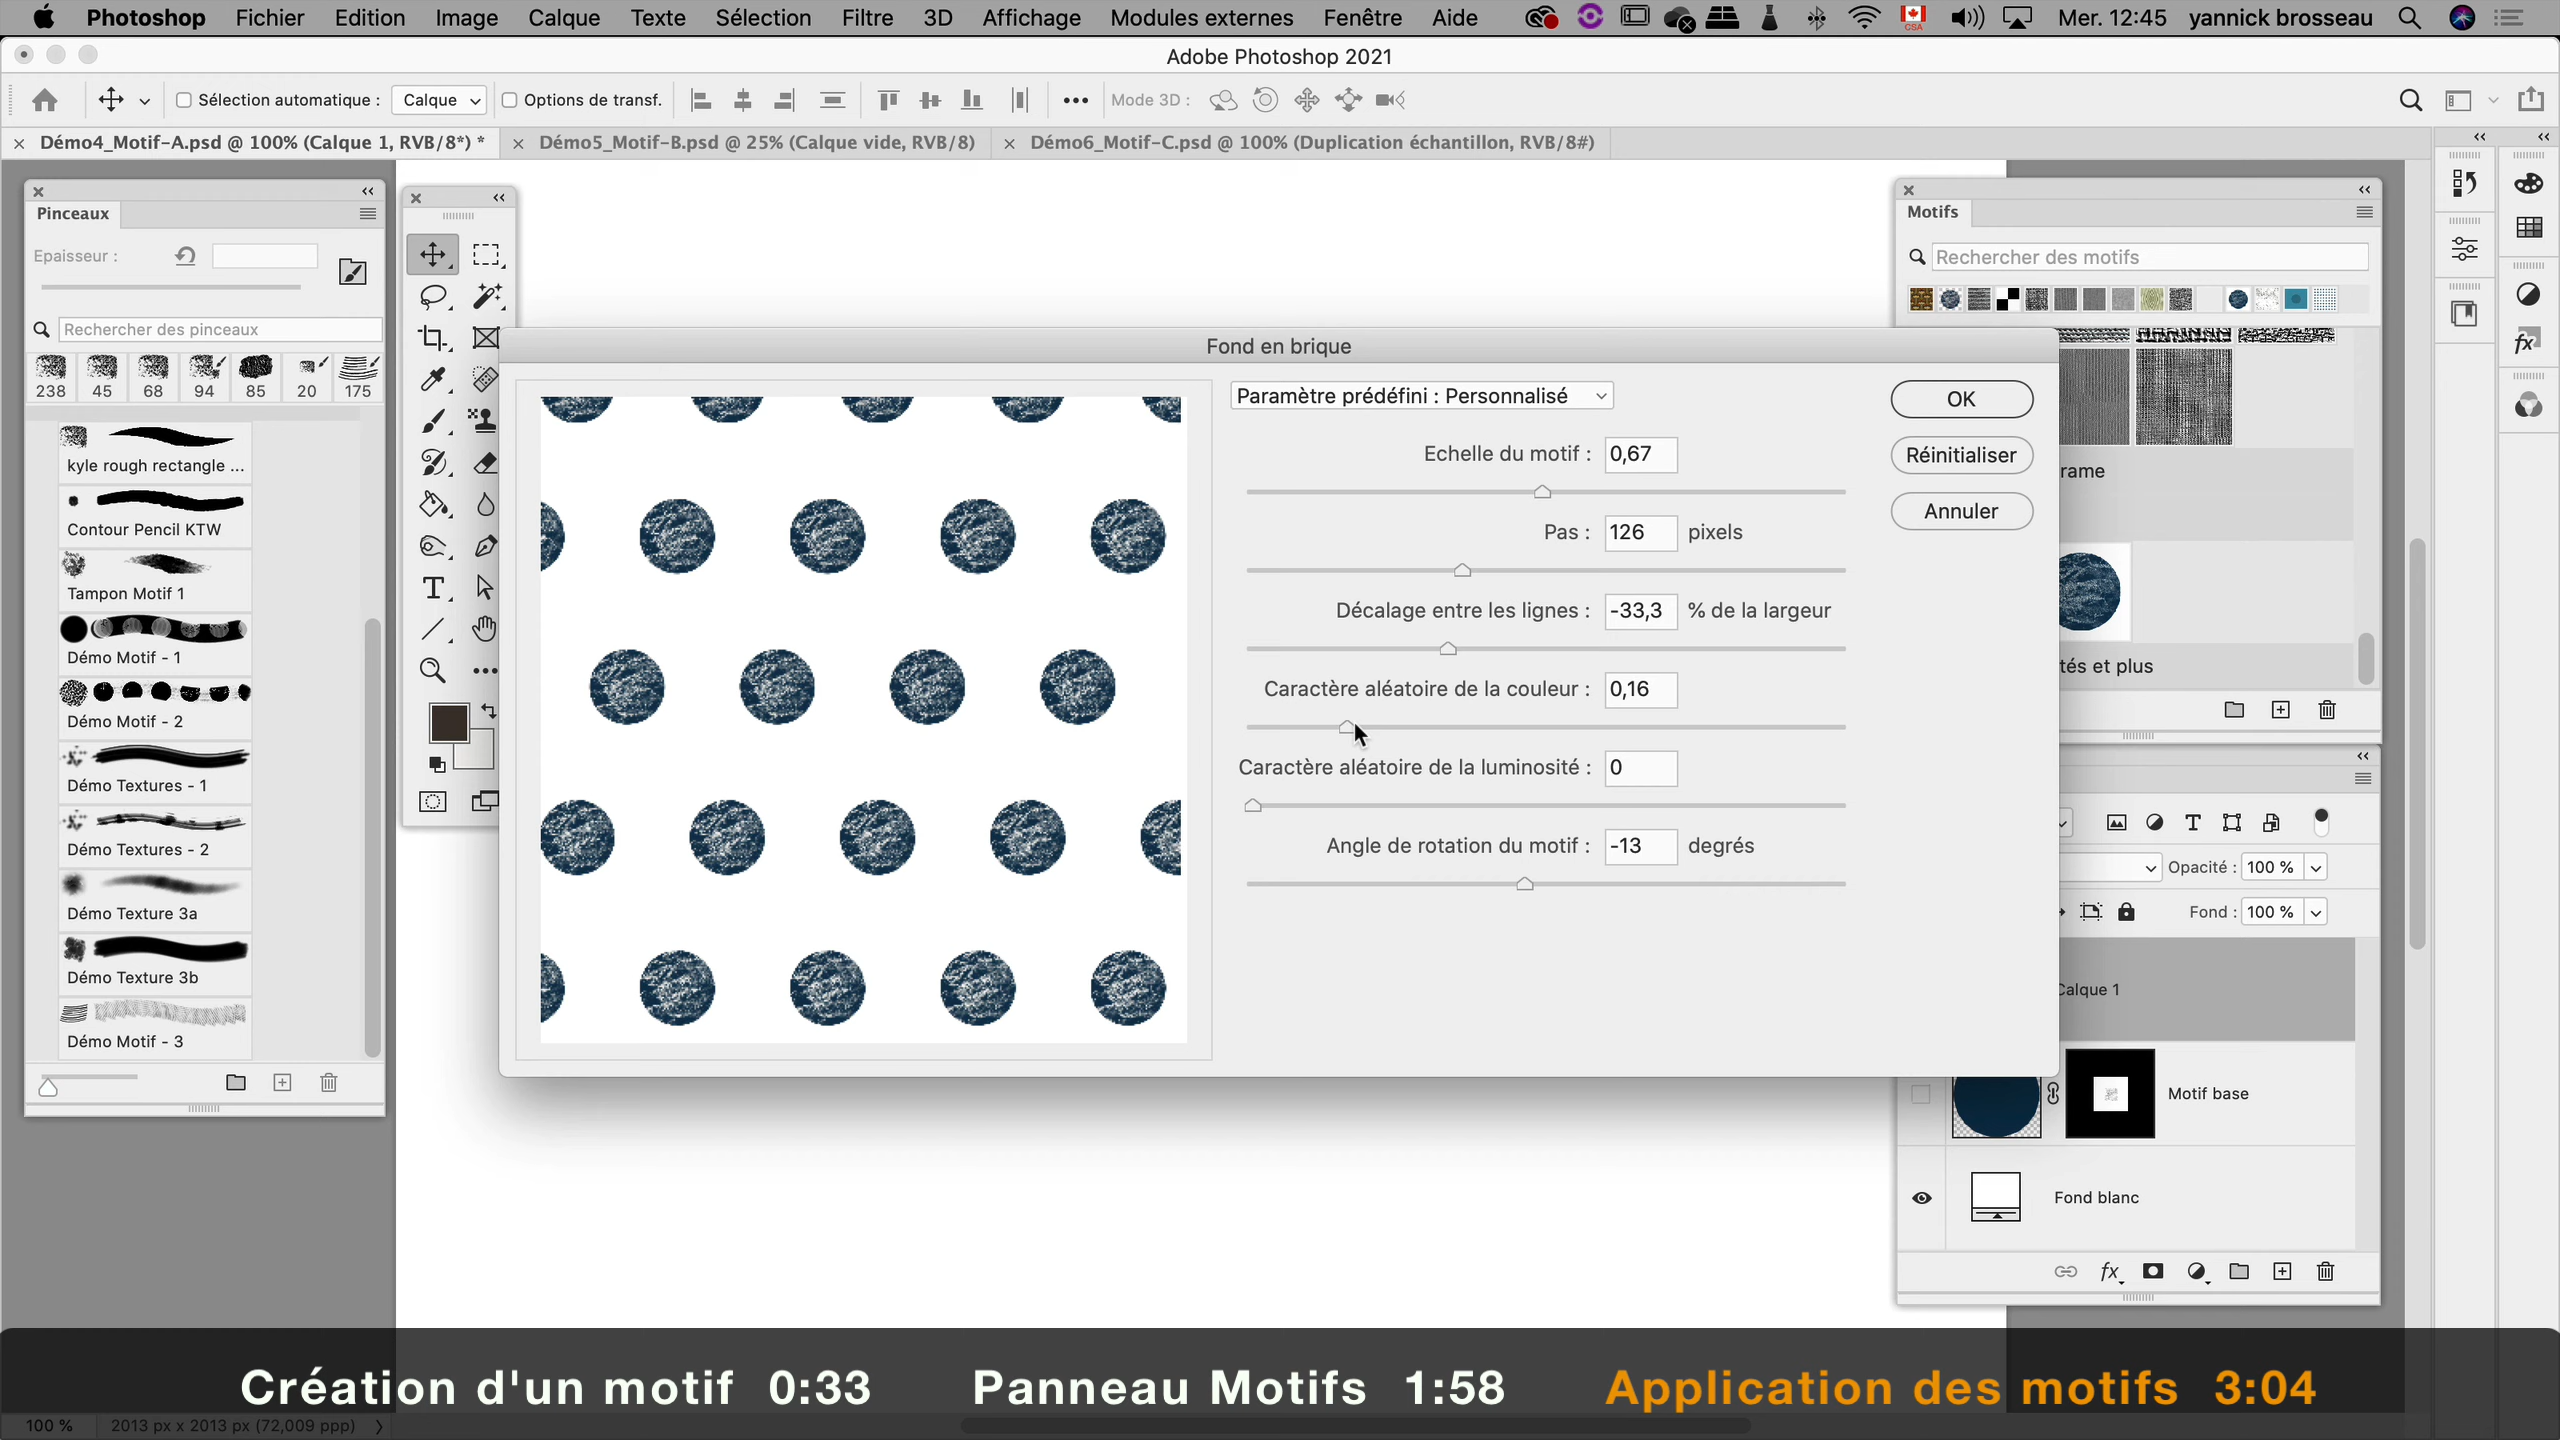 Photoshop Fichier Edition Image Calque Texte Sélection Filtre 3D Affichage Modules externes Fenêtre Aide Mer. 12:45 yannick brosseau
Adobe Photoshop 2021
Sélection automatique : Calque Options de transf. Mode 3D :
Démo4_Motif-A.psd @ 100% (Calque 1, RVB/8*) * Démo5_Motif-B.psd @ 25% (Calque vide, RVB/8) Démo6_Motif-C.psd @ 100% (Duplication échantillon, RVB/8#)
Pinceaux
Epaisseur :
Rechercher des pinceaux
238 45 68 94 85 20 175
kyle rough rectangle ...
Contour Pencil KTW
Tampon Motif 1
Démo Motif - 1
Démo Motif - 2
Démo Textures - 1
Démo Textures - 2
Démo Texture 3a
Démo Texture 3b
Démo Motif - 3
Fond en brique
Paramètre prédéfini : Personnalisé
Echelle du motif : 0,67
Pas : 126 pixels
Décalage entre les lignes : -33,3 % de la largeur
Caractère aléatoire de la couleur : 0,16
Caractère aléatoire de la luminosité : 0
Angle de rotation du motif : -13 degrés
OK
Réinitialiser
Annuler
Motifs
Rechercher des motifs
rame
tés et plus
Opacité : 100 %
Fond : 100 %
Calque 1
Motif base
Fond blanc
Création d'un motif 0:33 Panneau Motifs 1:58 Application des motifs 3:04
100 % 2013 px x 2013 px (72,009 ppp)